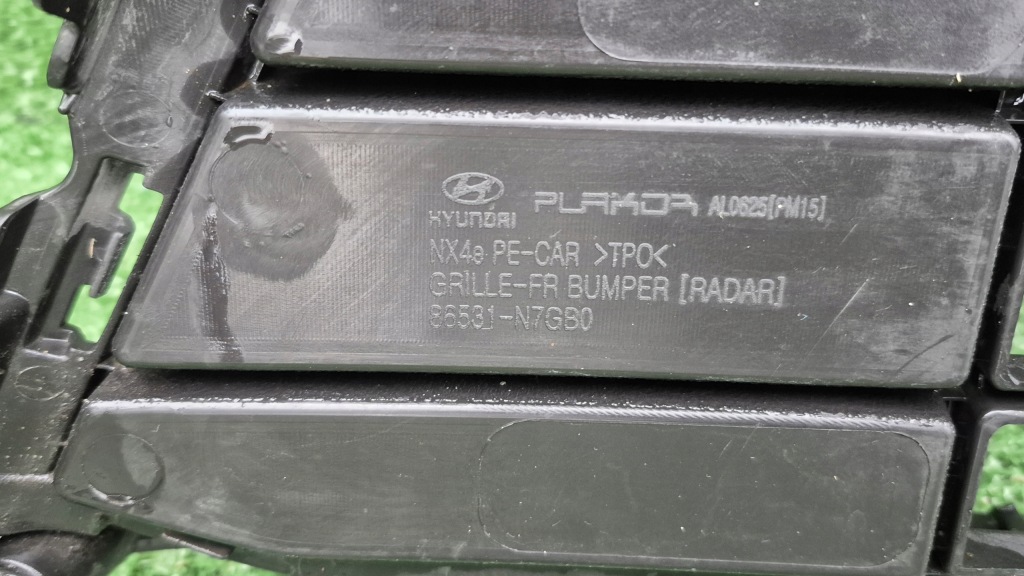 HYUNDAI PLAKOR AL0625[PM15]
NX4e PE-CAR >TPO<
GRILLE-FR BUMPER [RADAR]
86531-N7GB0